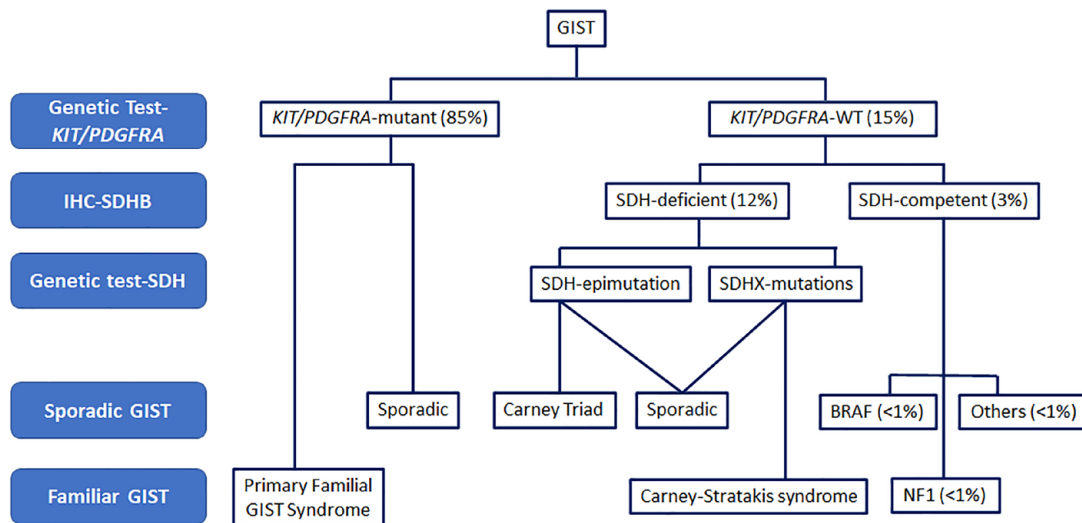 GIST
Genetic Test-
KIT/PDGFRA
KIT/PDGFRA-mutant (85%)
KIT/PDGFRA-WT (15%)
IHC-SDHB
SDH-deficient (12%)
SDH-competent (3%)
Genetic test-SDH
SDH-epimutation
SDHX-mutations
Sporadic GIST
Sporadic
Carney Triad
Sporadic
BRAF (<1%)
Others (<1%)
Familiar GIST
Primary Familial
GIST Syndrome
Carney-Stratakis syndrome
NF1 (<1%)